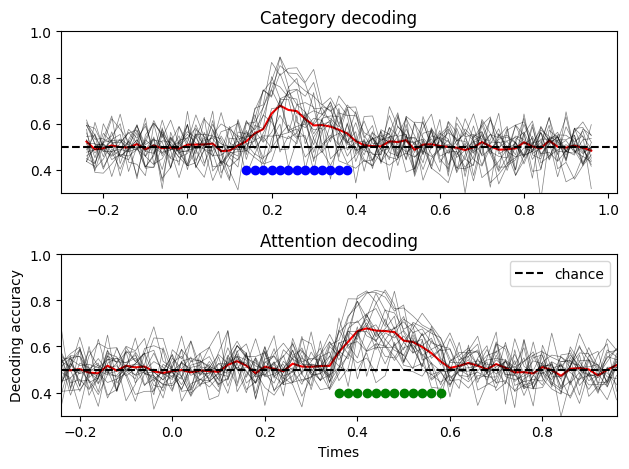 Category decoding
1.0
0.8
0.6
0.4
−0.2 0.0 0.2 0.4 0.6 0.8 1.0
Attention decoding
Decoding accuracy
1.0
0.8
0.6
0.4
chance
−0.2 0.0 0.2 0.4 0.6 0.8
Times